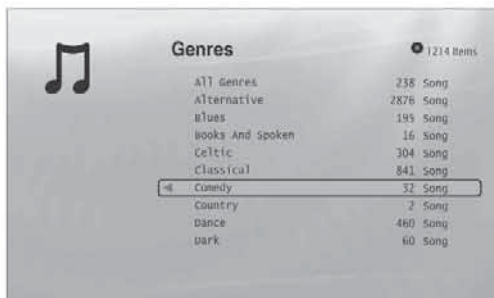 Genres
1214 Items
All Genres 238 Song
Alternative 2876 Song
Blues 195 Song
Books And Spoken 16 Song
Celtic 304 Song
Classical 841 Song
Comedy 32 Song
Country 2 Song
Dance 460 Song
Dark 60 Song